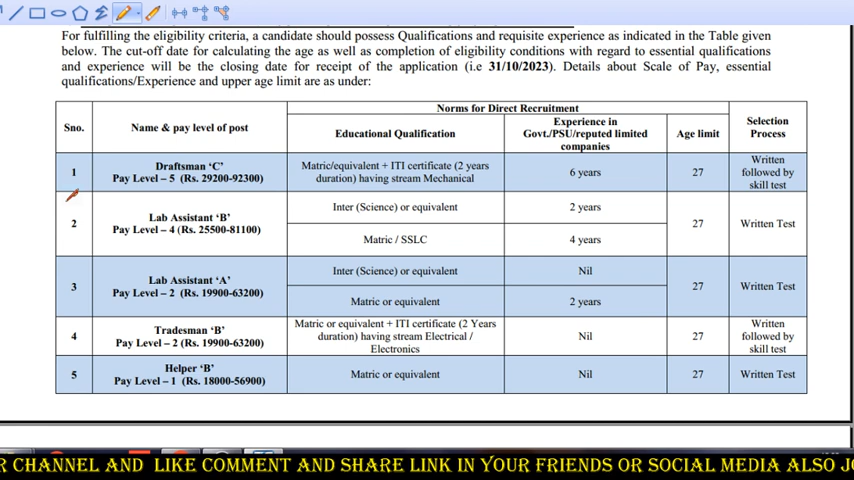 For fulfilling the eligibility criteria, a candidate should possess Qualifications and requisite experience as indicated in the Table given
below. The cut-off date for calculating the age as well as completion of eligibility conditions with regard to essential qualifications
and experience will be the closing date for receipt of the application (i.e 31/10/2023). Details about Scale of Pay, essential
qualifications/Experience and upper age limit are as under:
Sno.
Name & pay level of post
Norms for Direct Recruitment
Educational Qualification
Experience in
Govt./PSU/reputed limited
companies
Age limit
Selection
Process
1
Draftsman ‘C’
Pay Level – 5 (Rs. 29200-92300)
Matric/equivalent + ITI certificate (2 years
duration) having stream Mechanical
6 years
27
Written
followed by
skill test
2
Lab Assistant ‘B’
Pay Level – 4 (Rs. 25500-81100)
Inter (Science) or equivalent
2 years
Matric / SSLC
4 years
27
Written Test
3
Lab Assistant ‘A’
Pay Level – 2 (Rs. 19900-63200)
Inter (Science) or equivalent
Nil
Matric or equivalent
2 years
27
Written Test
4
Tradesman ‘B’
Pay Level – 2 (Rs. 19900-63200)
Matric or equivalent + ITI certificate (2 Years
duration) having stream Electrical /
Electronics
Nil
27
Written
followed by
skill test
5
Helper ‘B’
Pay Level – 1 (Rs. 18000-56900)
Matric or equivalent
Nil
27
Written Test
R CHANNEL AND LIKE COMMENT AND SHARE LINK IN YOUR FRIENDS OR SOCIAL MEDIA ALSO JO